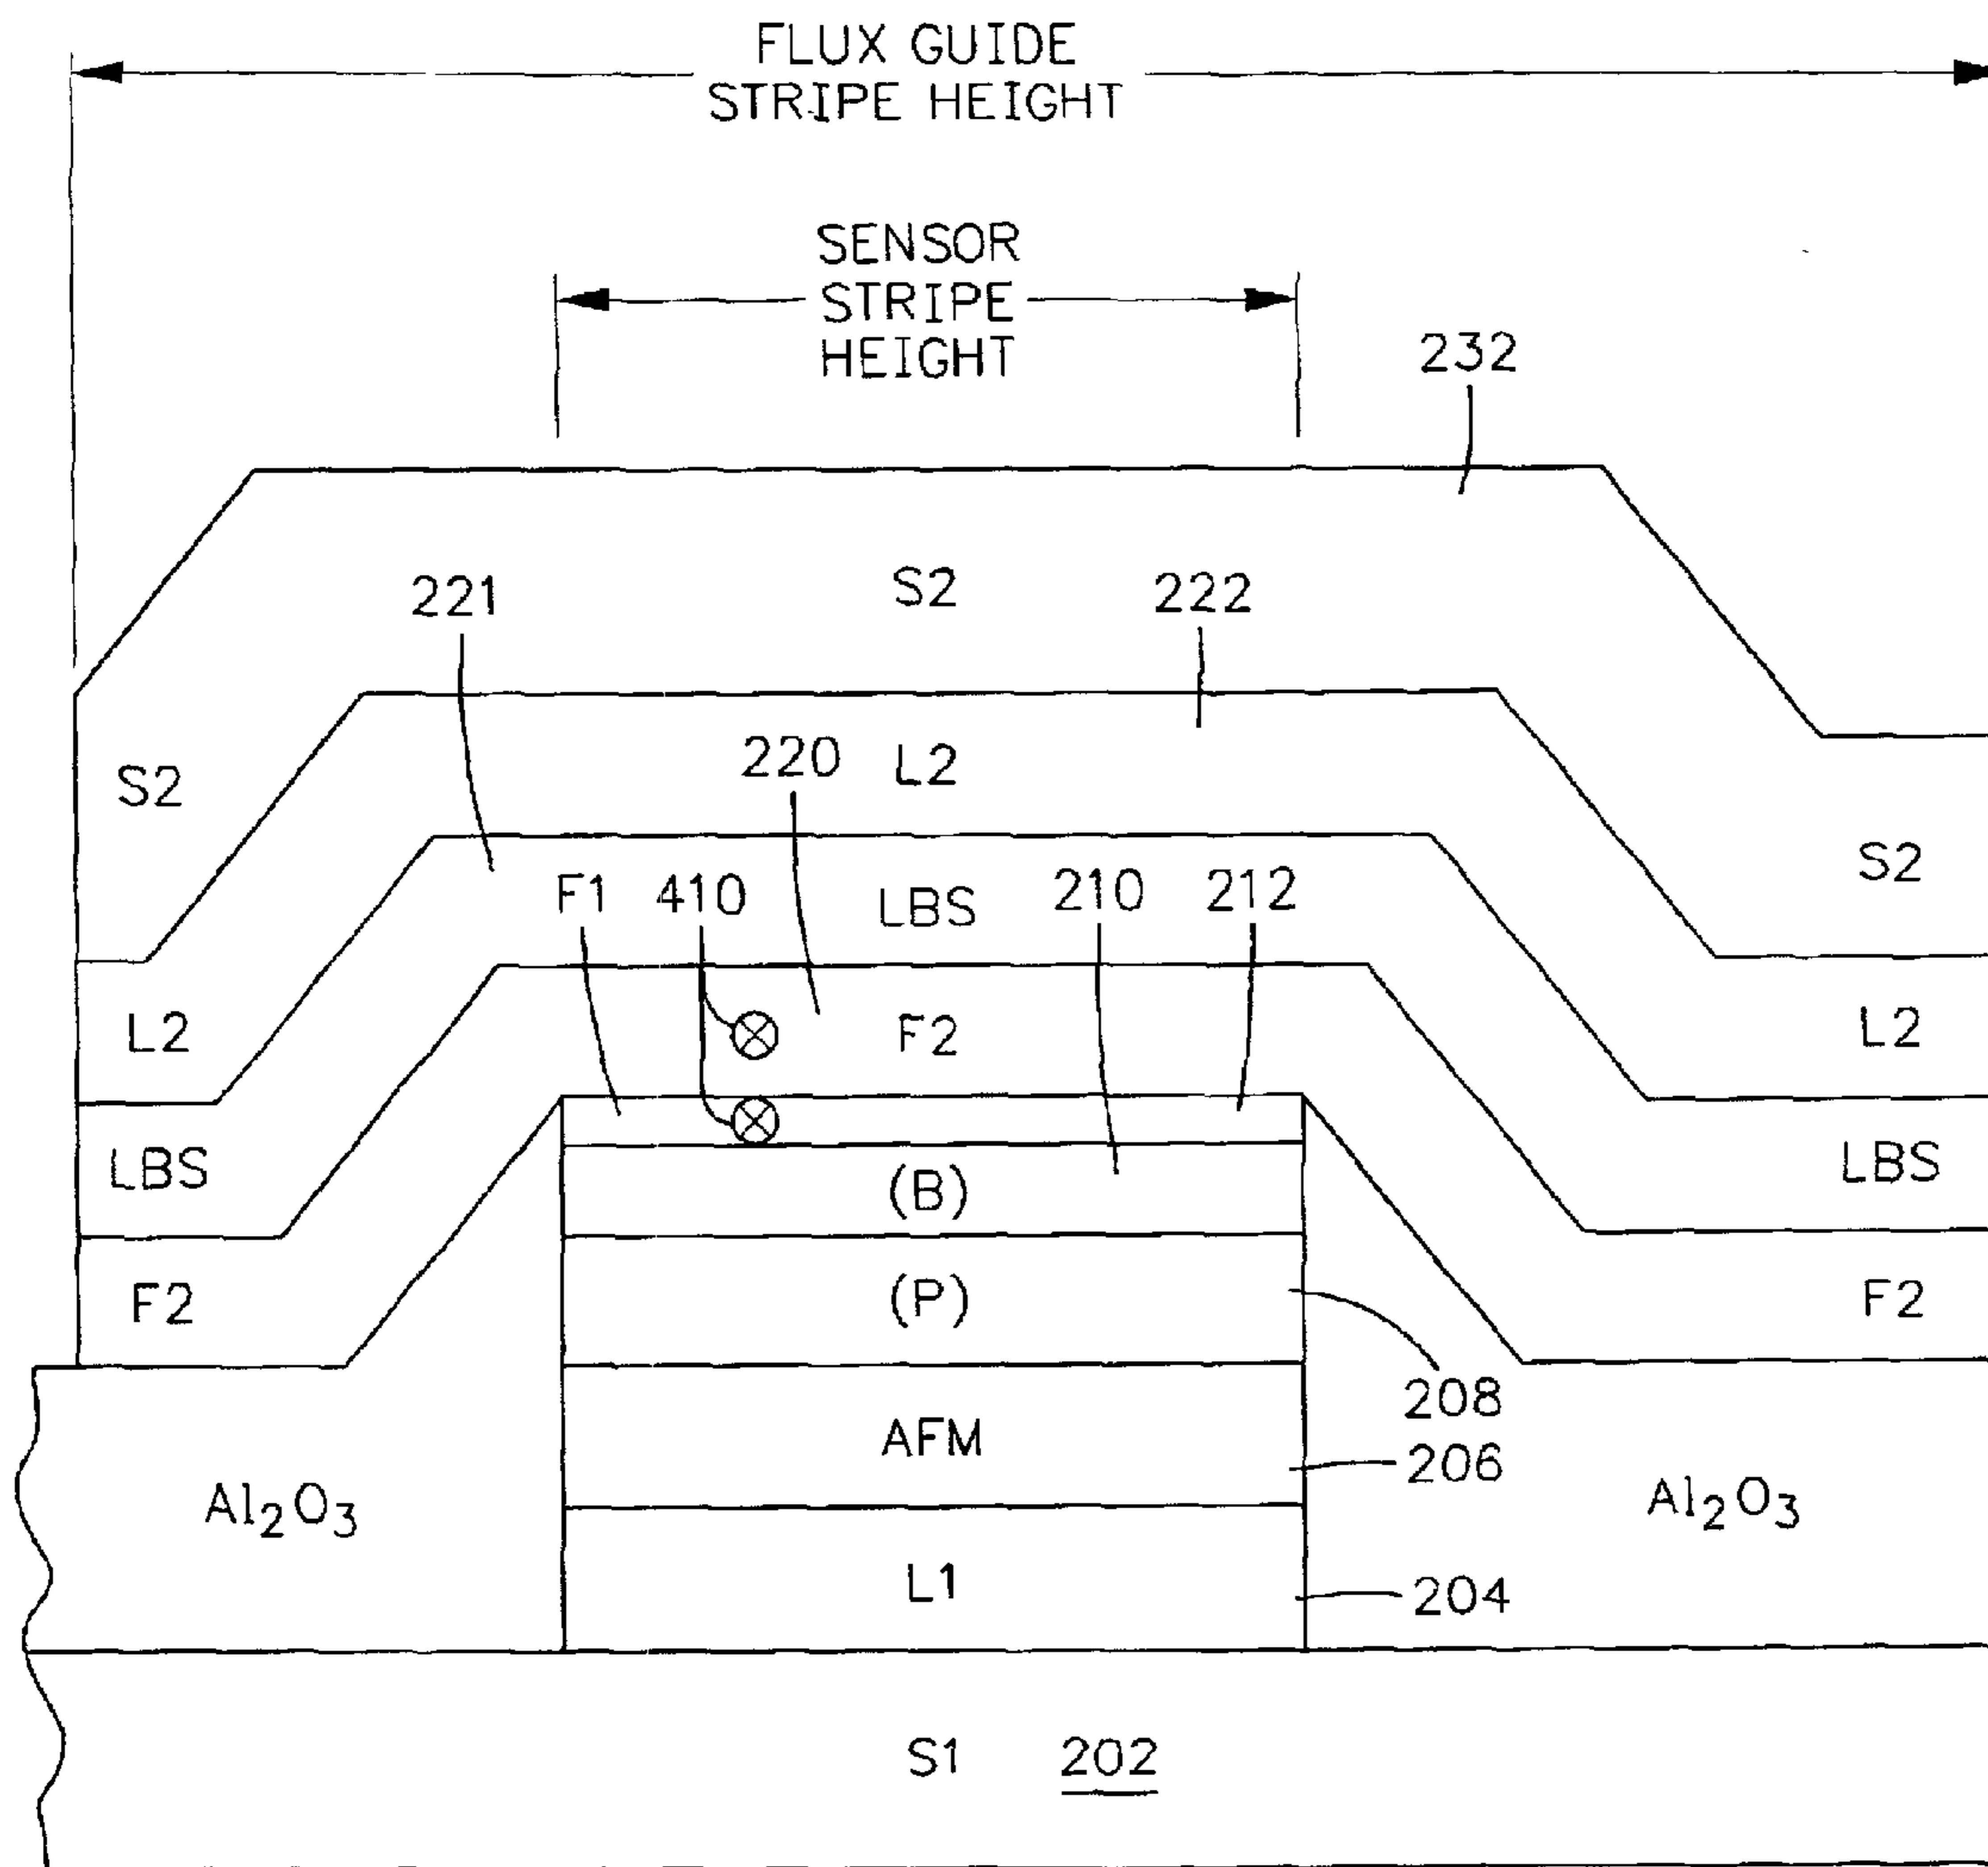 FLUX GUIDE
STRIPE HEIGHT
SENSOR
STRIPE
HEIGHT
232
S2
221
222
220
L2
S2
S2
F1
410
LBS
210
212
L2
F2
L2
LBS
(B)
LBS
F2
(P)
F2
208
AFM
206
Al₂O₃
Al₂O₃
L1
204
S1
202